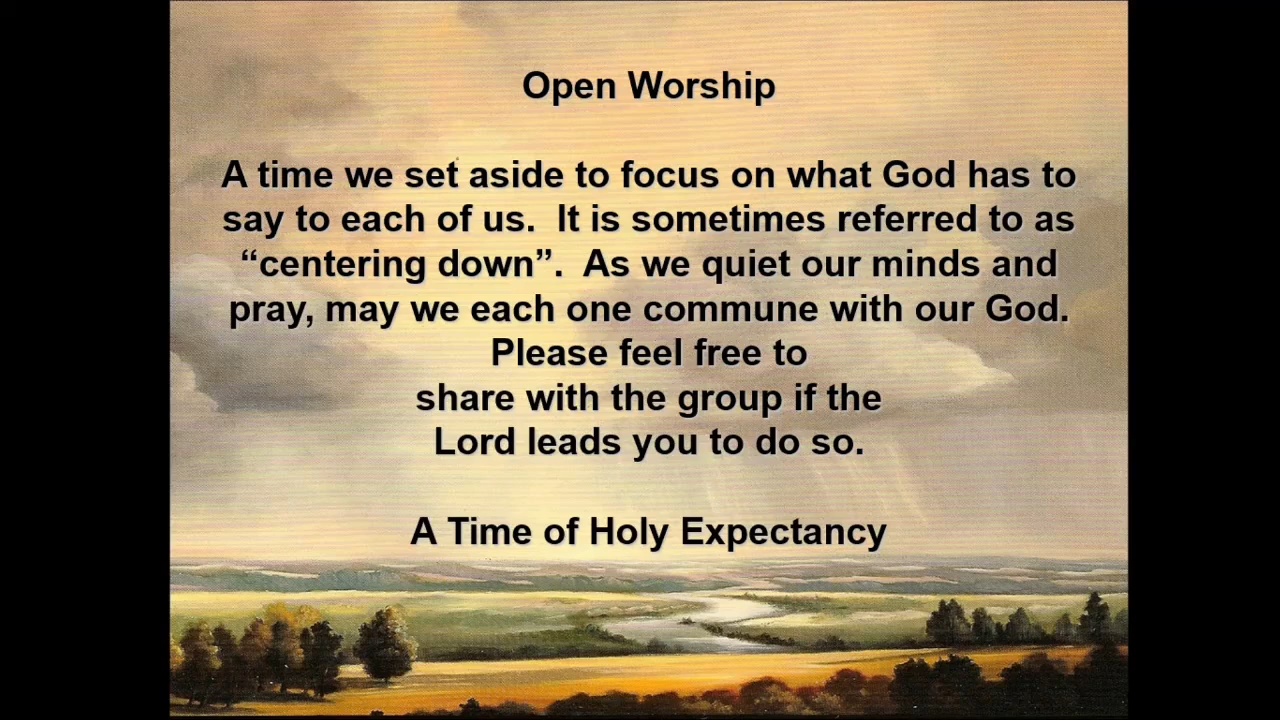 Open Worship
A time we set aside to focus on what God has to
say to each of us.  It is sometimes referred to as
“centering down”.  As we quiet our minds and
pray, may we each one commune with our God.
Please feel free to
share with the group if the
Lord leads you to do so.
A Time of Holy Expectancy